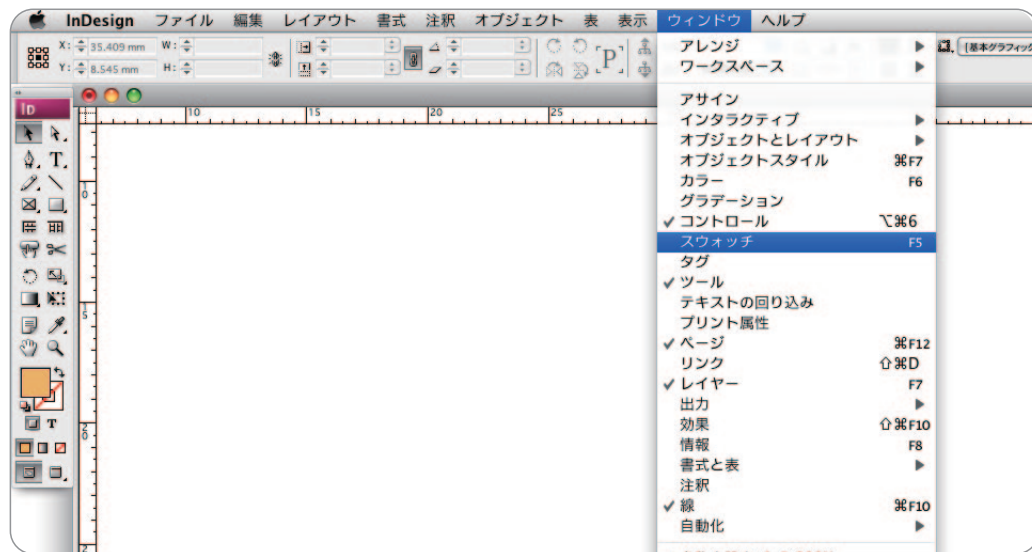 InDesign ファイル 編集 レイアウト 書式 注釈 オブジェクト 表 表示 ウィンドウ ヘルプ
X: 35.409 mm W:
Y: 8.545 mm H:
P
[基本グラフィック
ID
10 15 20 25
T
0
5
20
T
アレンジ
ワークスペース
アサイン
インタラクティブ
オブジェクトとレイアウト
オブジェクトスタイル ⌘F7
カラー F6
グラデーション
✓コントロール ⌥⌘6
スウォッチ F5
タグ
✓ツール
テキストの回り込み
プリント属性
✓ページ ⌘F12
リンク ⇧⌘D
✓レイヤー F7
出力
効果 ⇧⌘F10
情報 F8
書式と表
注釈
✓線 ⌘F10
自動化